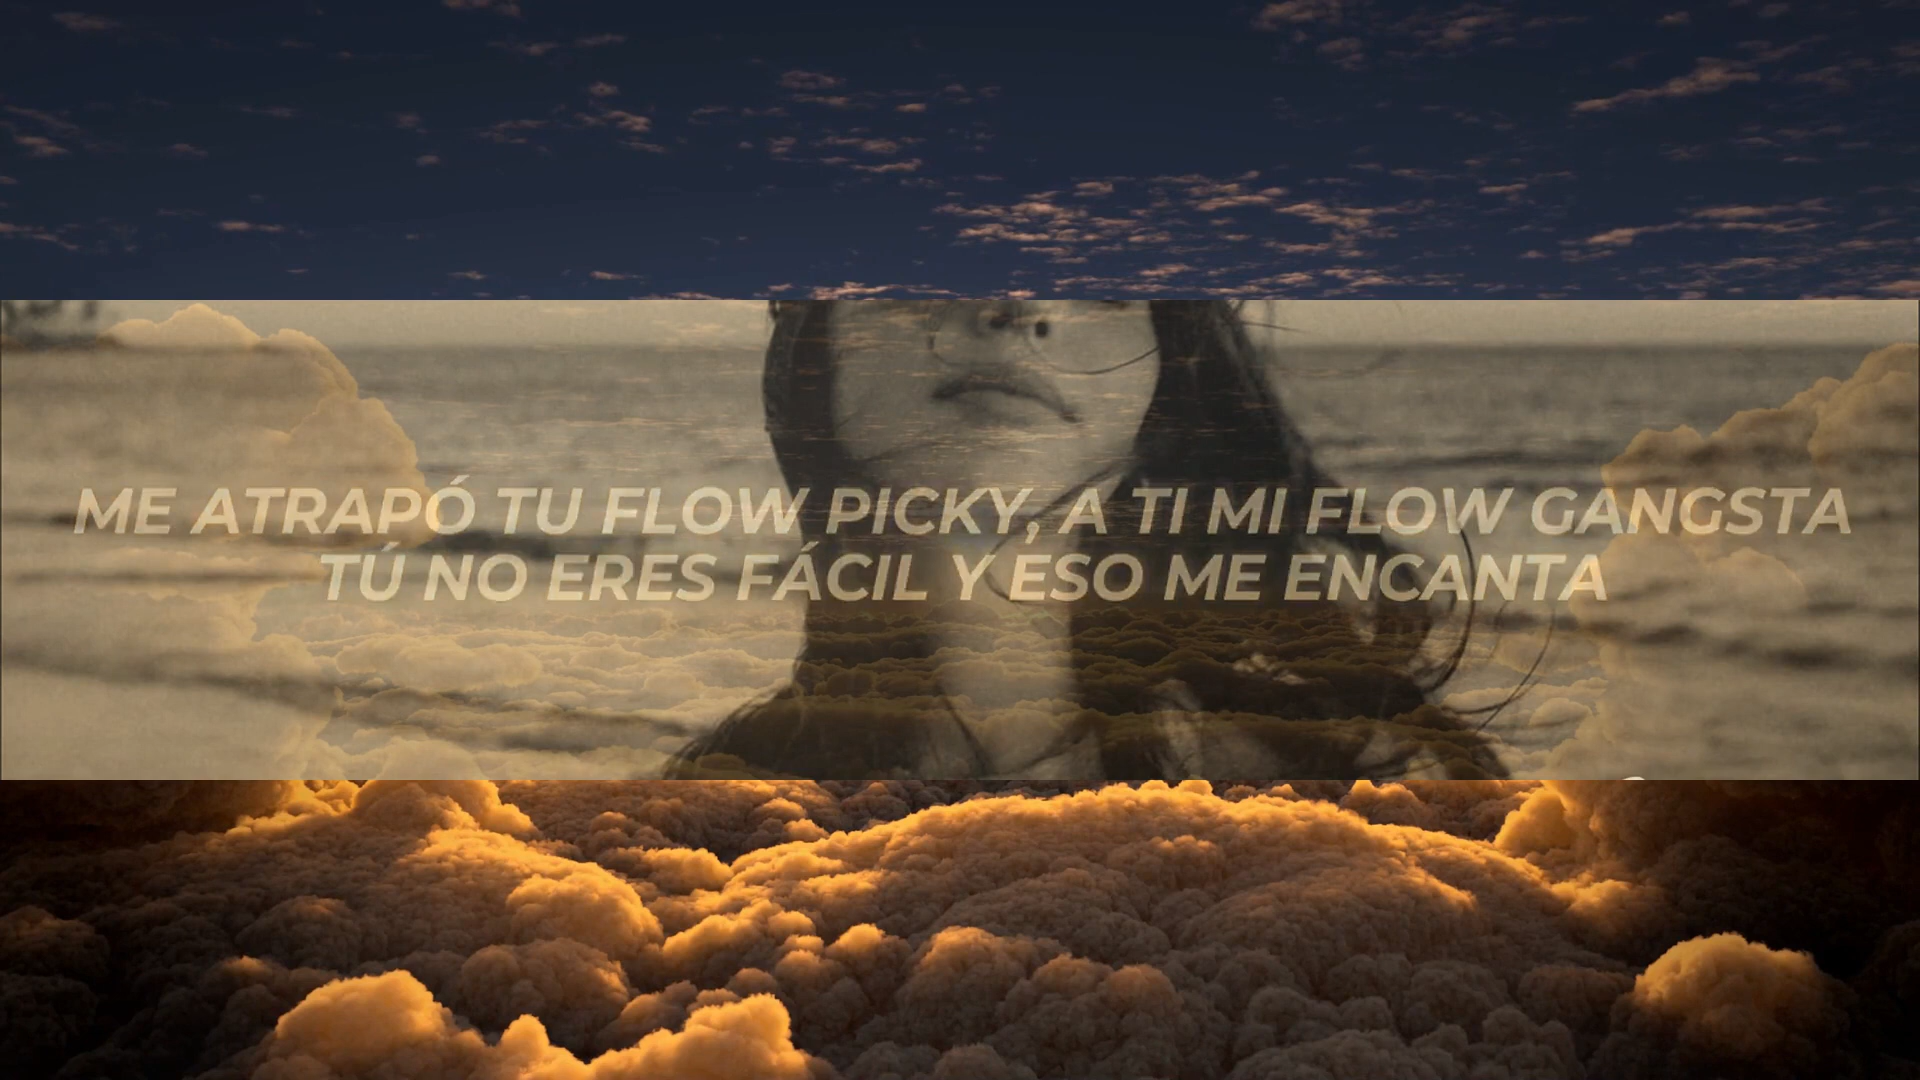 ME ATRAPÓ TU FLOW PICKY, A TI MI FLOW GANGSTA
TÚ NO ERES FÁCIL Y ESO ME ENCANTA